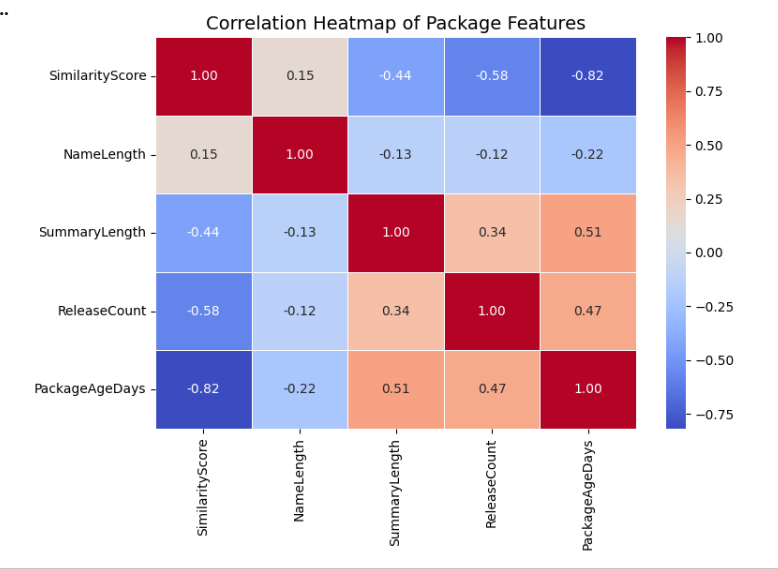 ..
Correlation Heatmap of Package Features
SimilarityScore 1.00 0.15 -0.44 -0.58 -0.82
NameLength 0.15 1.00 -0.13 -0.12 -0.22
SummaryLength -0.44 -0.13 1.00 0.34 0.51
ReleaseCount -0.58 -0.12 0.34 1.00 0.47
PackageAgeDays -0.82 -0.22 0.51 0.47 1.00
SimilarityScore
NameLength
SummaryLength
ReleaseCount
PackageAgeDays
1.00
0.75
0.50
0.25
0.00
−0.25
−0.50
−0.75